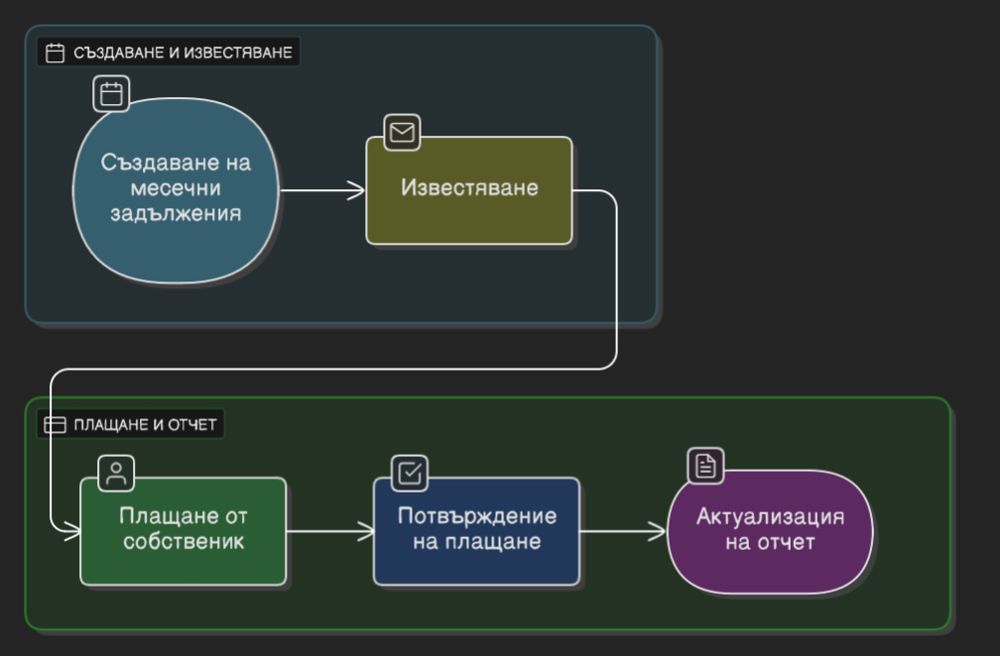 СЪЗДАВАНЕ И ИЗВЕСТЯВАНЕ
Създаване на
месечни
задължения
Известяване
ПЛАЩАНЕ И ОТЧЕТ
Плащане от
собственик
Потвърждение
на плащане
Актуализация
на отчет